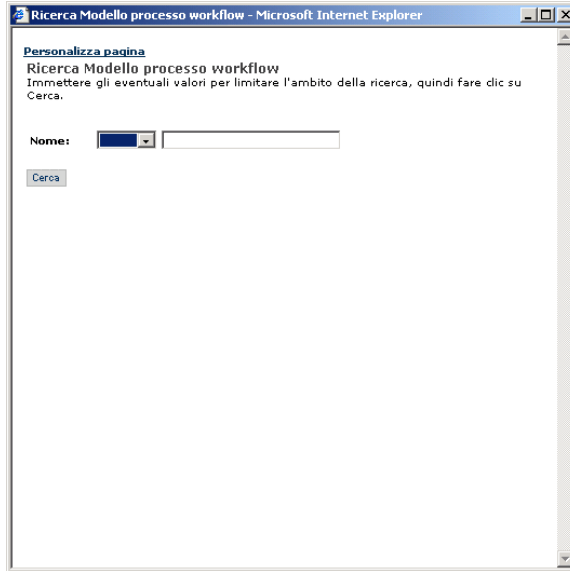 Ricerca Modello processo workflow - Microsoft Internet Explorer
Personalizza pagina
Ricerca Modello processo workflow
Immettere gli eventuali valori per limitare l'ambito della ricerca, quindi fare clic su
Cerca.
Nome:
Cerca